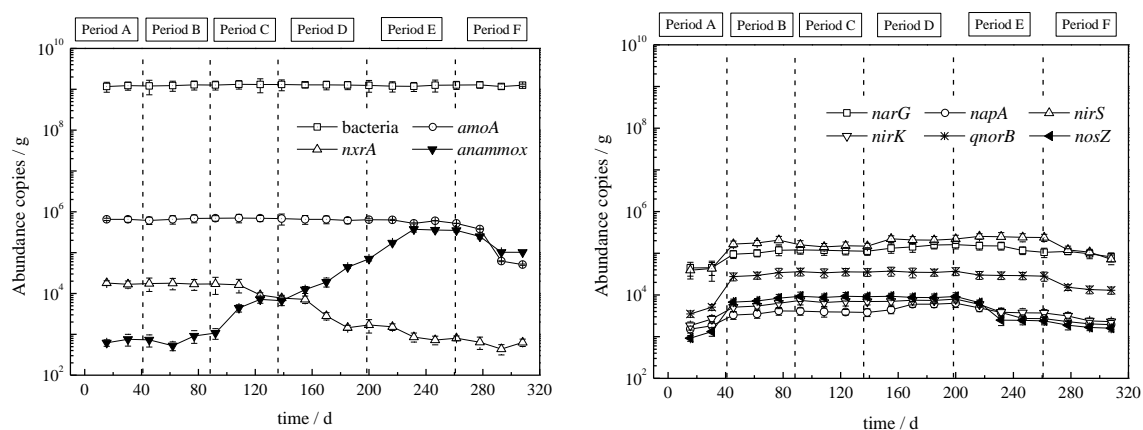 Period A Period B Period C Period D Period E Period F
10^10
10^8
10^6
10^4
10^2
Abundance copies / g
bacteria amoA
nxrA anammox
0 40 80 120 160 200 240 280 320
time / d
Period A Period B Period C Period D Period E Period F
10^10
10^8
10^6
10^4
10^2
Abundance copies / g
narG napA nirS
nirK qnorB nosZ
0 40 80 120 160 200 240 280 320
time / d